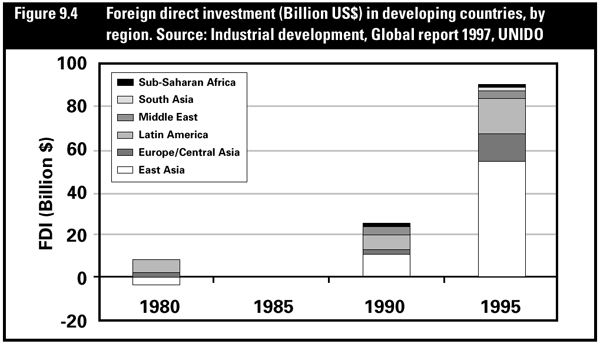 Figure 9.4
Foreign direct investment (Billion US$) in developing countries, by
region. Source: Industrial development, Global report 1997, UNIDO
FDI (Billion $)
100
80
60
40
20
0
-20
Sub-Saharan Africa
South Asia
Middle East
Latin America
Europe/Central Asia
East Asia
1980
1985
1990
1995